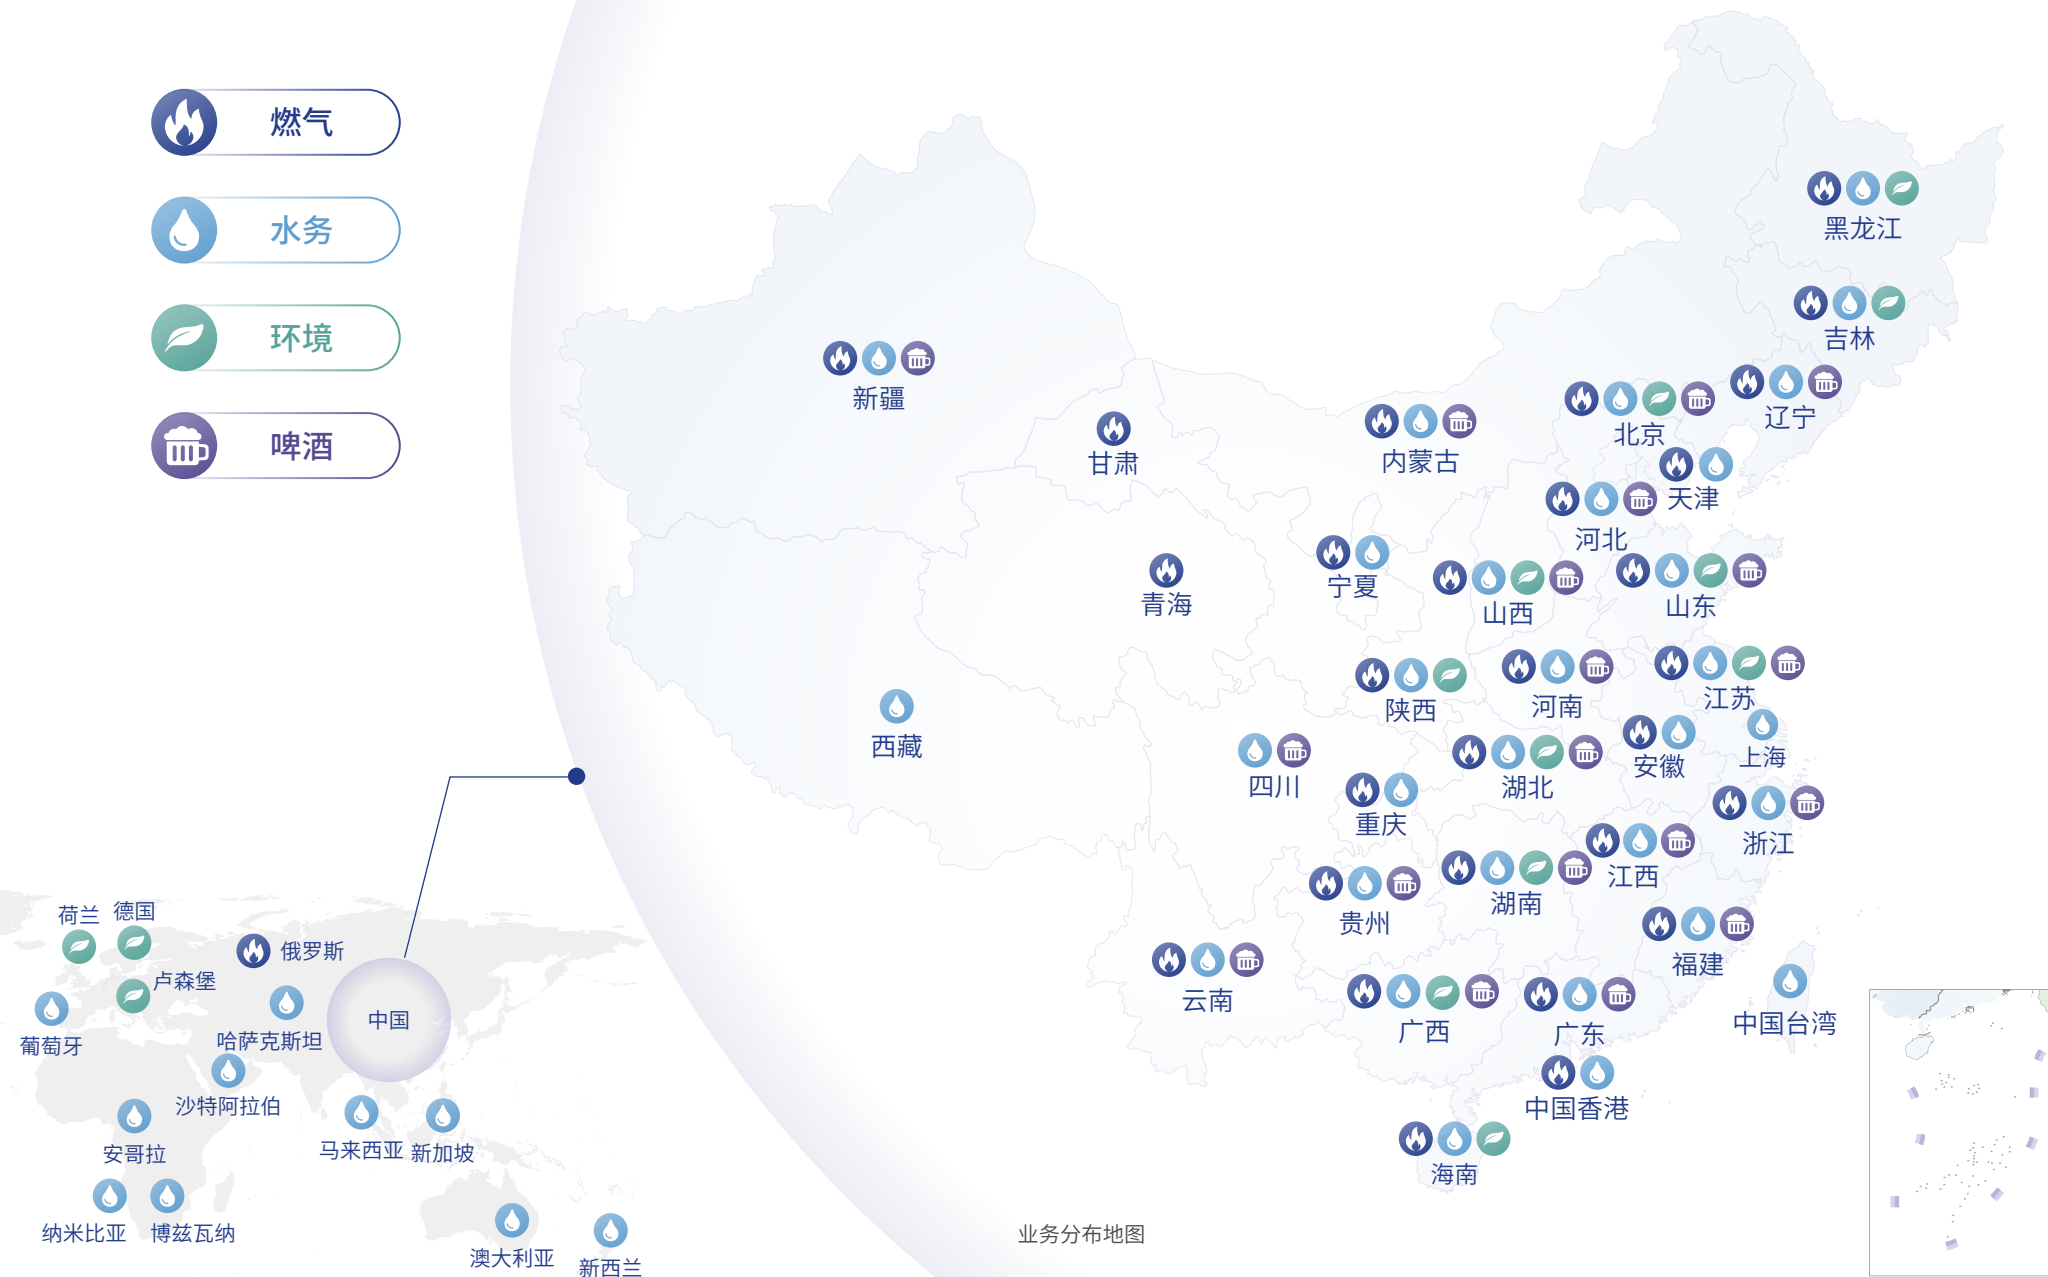 燃气
水务
环境
啤酒
黑龙江
吉林
辽宁
新疆
北京
甘肃
内蒙古
天津
河北
宁夏
青海
山西
山东
陕西
河南
江苏
西藏
上海
安徽
四川
湖北
重庆
浙江
江西
湖南
贵州
福建
云南
中国台湾
广西
广东
中国香港
海南
荷兰
德国
俄罗斯
卢森堡
中国
葡萄牙
哈萨克斯坦
沙特阿拉伯
安哥拉
马来西亚
新加坡
纳米比亚
博兹瓦纳
澳大利亚
新西兰
业务分布地图